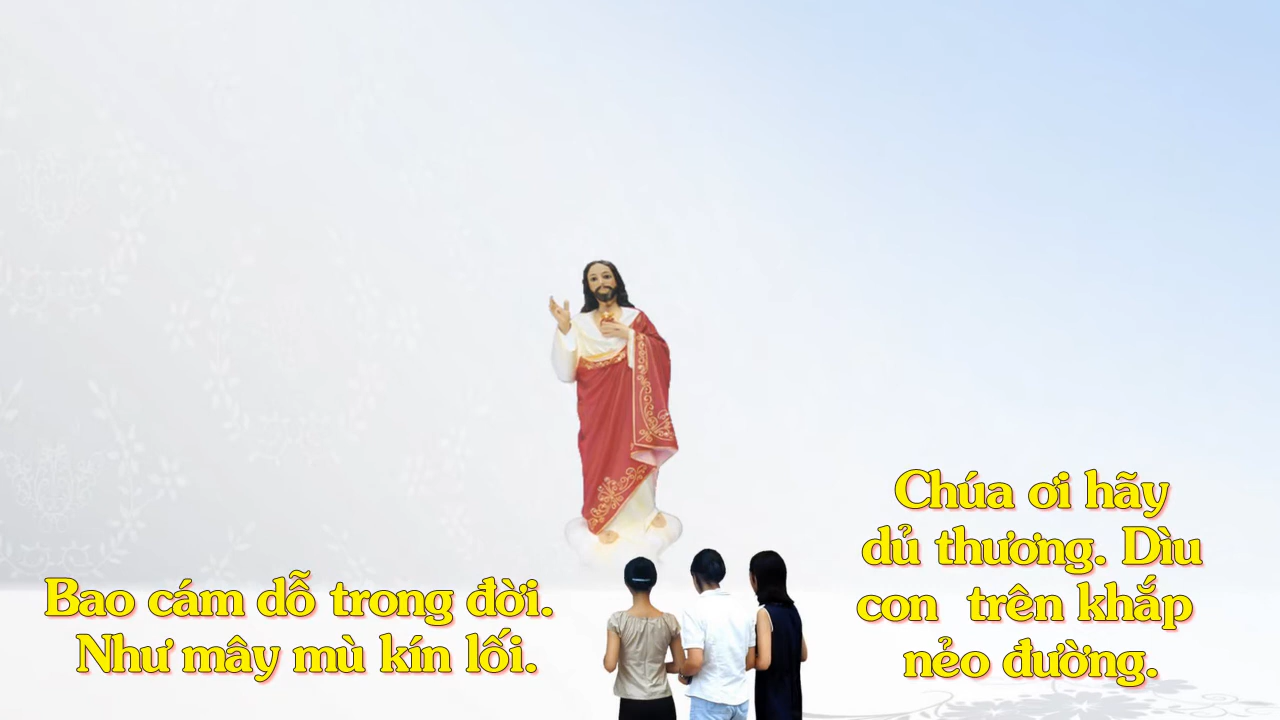 Bao cám dỗ trong đời.
Như mây mù kín lối.
Chúa ơi hãy
dủ thương. Dìu
con  trên khắp
nẻo đường.